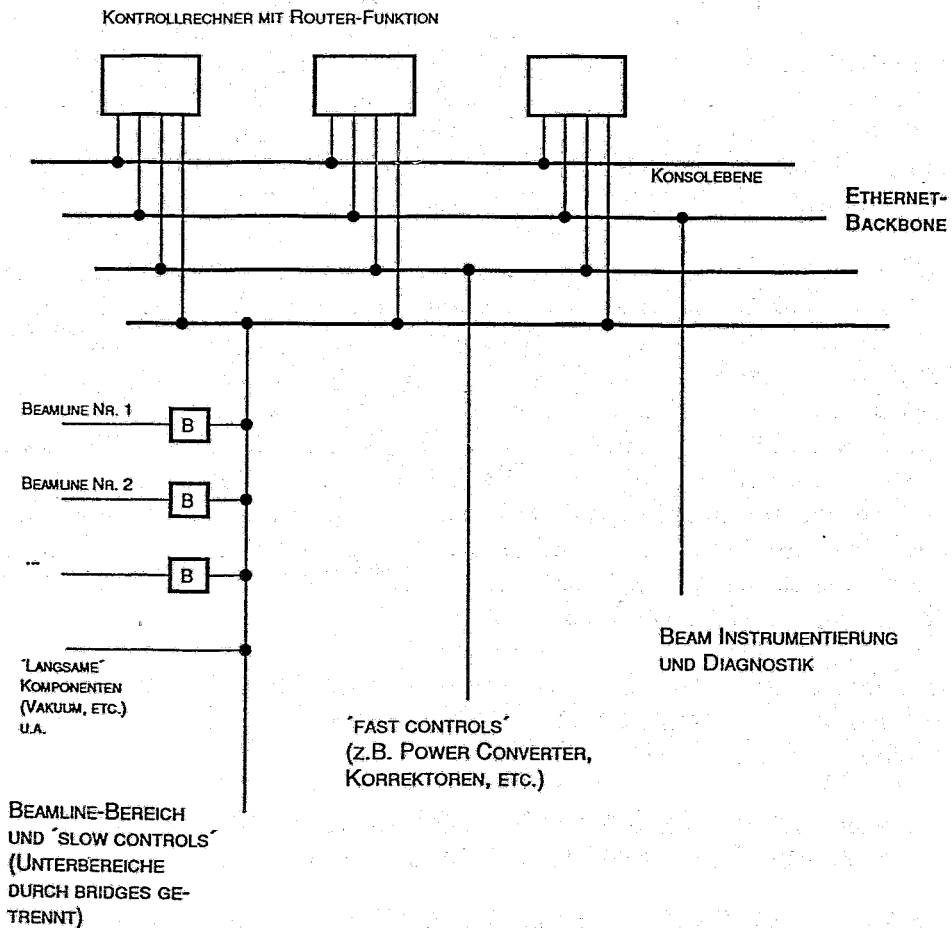 KONTROLLRECHNER MIT ROUTER-FUNKTION
KONSOLEBENE
ETHERNET-
BACKBONE
BEAMLINE NR. 1
B
BEAMLINE NR. 2
B
...
B
´LANGSAME´
KOMPONENTEN
(VAKUUM, ETC.)
U.A.
BEAM INSTRUMENTIERUNG
UND DIAGNOSTIK
´FAST CONTROLS´
(Z.B. POWER CONVERTER,
KORREKTOREN, ETC.)
BEAMLINE-BEREICH
UND ´SLOW CONTROLS´
(UNTERBEREICHE
DURCH BRIDGES GE-
TRENNT)